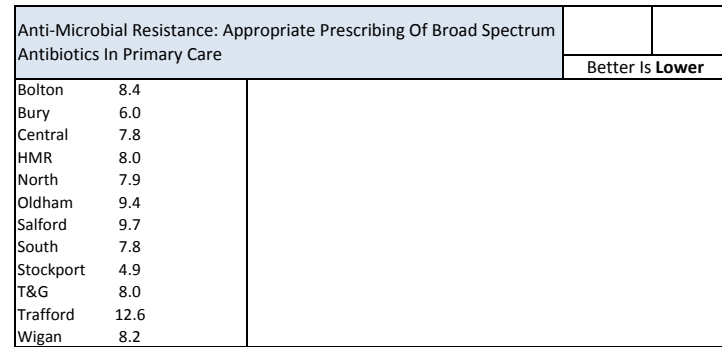 Anti-Microbial Resistance: Appropriate Prescribing Of Broad Spectrum
Antibiotics In Primary Care
Better Is Lower
Bolton 8.4
Bury 6.0
Central 7.8
HMR 8.0
North 7.9
Oldham 9.4
Salford 9.7
South 7.8
Stockport 4.9
T&G 8.0
Trafford 12.6
Wigan 8.2